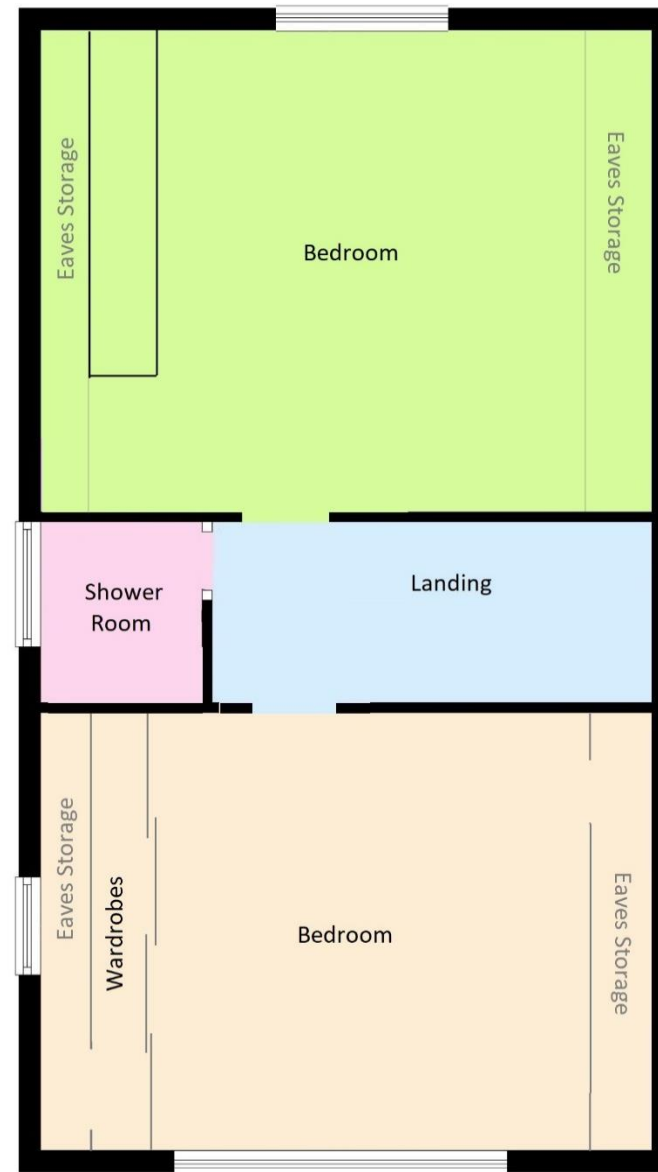 Eaves Storage
Bedroom
Eaves Storage
Shower
Room
Landing
Eaves Storage
Wardrobes
Bedroom
Eaves Storage